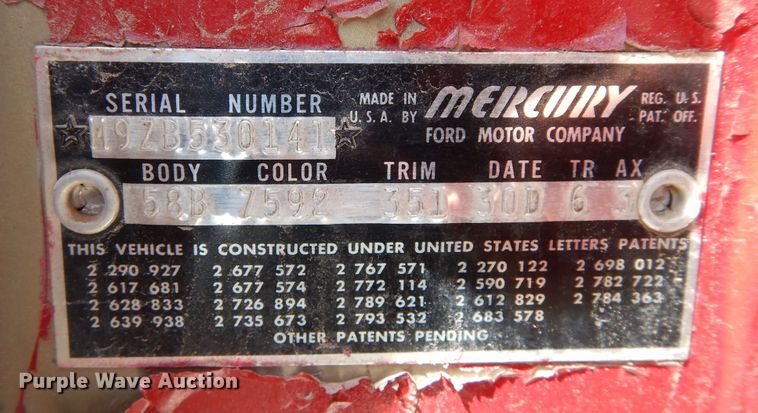 SERIAL NUMBER MADE IN MERCURY REG. U.S.
U.S.A. BY FORD MOTOR COMPANY PAT. OFF.
M9ZB530141
BODY COLOR TRIM DATE TR AX
58B 7592 351 30D 6 3
THIS VEHICLE IS CONSTRUCTED UNDER UNITED STATES LETTERS PATENTS
2 290 927 2 677 572 2 767 571 2 270 122 2 698 012
2 617 681 2 677 574 2 772 114 2 590 719 2 782 722
2 628 833 2 726 894 2 789 621 2 612 829 2 784 363
2 639 938 2 735 673 2 793 532 2 683 578
OTHER PATENTS PENDING
Purple Wave Auction